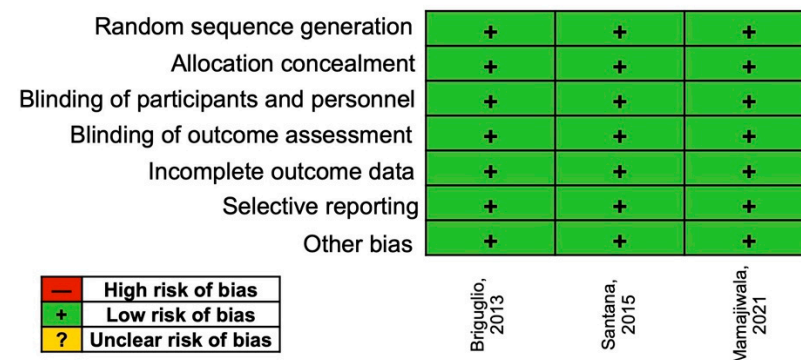 Random sequence generation + + +
Allocation concealment + + +
Blinding of participants and personnel + + +
Blinding of outcome assessment + + +
Incomplete outcome data + + +
Selective reporting + + +
Other bias + + +
Briguglio,
2013
Santana,
2015
Mamajiwala,
2021
— High risk of bias
+ Low risk of bias
? Unclear risk of bias